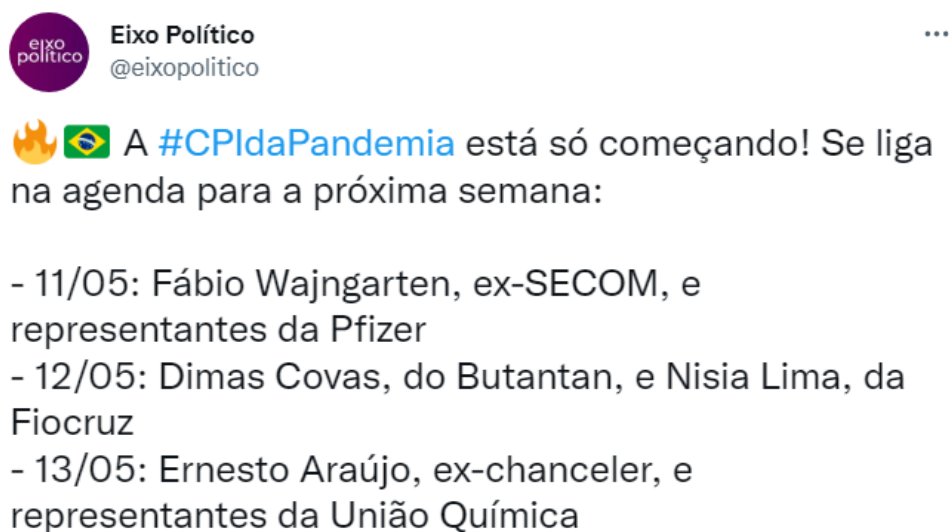 eixo
político
Eixo Político
@eixopolitico
🔥🇧🇷 A #CPIdaPandemia está só começando! Se liga
na agenda para a próxima semana:
- 11/05: Fábio Wajngarten, ex-SECOM, e
representantes da Pfizer
- 12/05: Dimas Covas, do Butantan, e Nisia Lima, da
Fiocruz
- 13/05: Ernesto Araújo, ex-chanceler, e
representantes da União Química